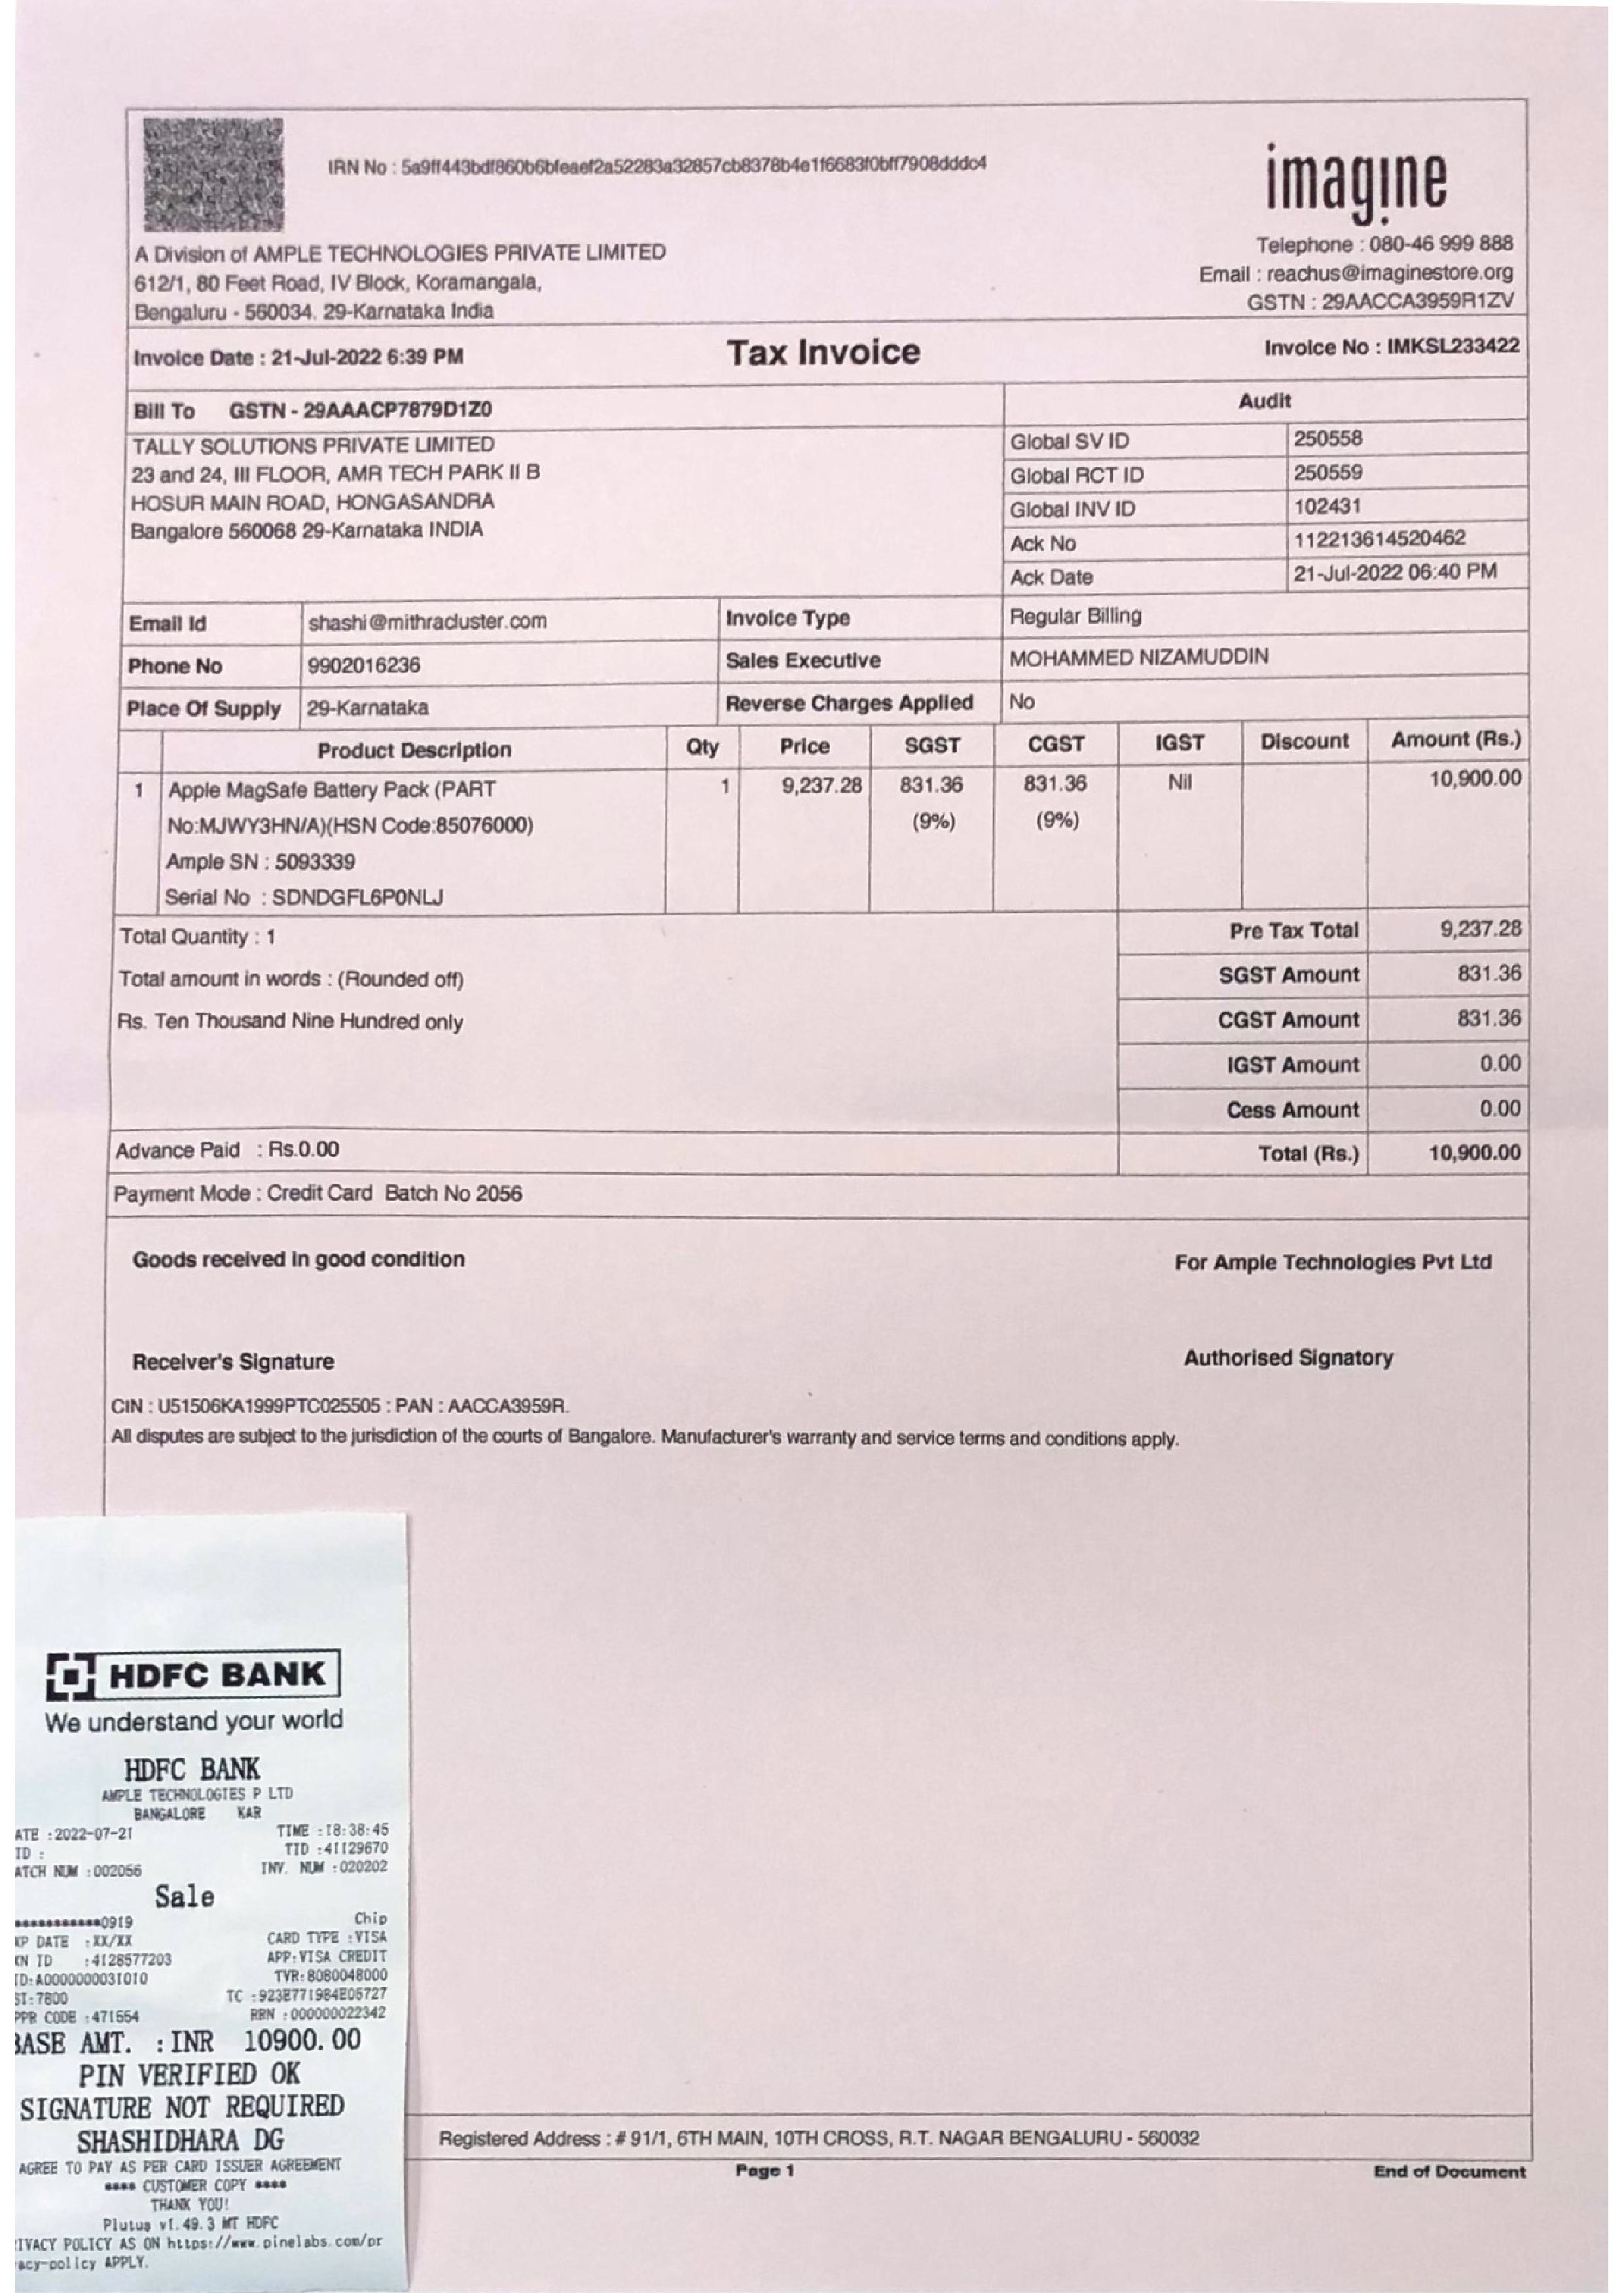 IRN No : 5a9ff443bdf860b6bfeaef2a52283a32857cb8378b4e1f6683f0bff7908dddc4
imagine
A Division of AMPLE TECHNOLOGIES PRIVATE LIMITED
612/1, 80 Feet Road, IV Block, Koramangala,
Bengaluru - 560034. 29-Karnataka India
Telephone : 080-46 999 888
Email : reachus@imaginestore.org
GSTN : 29AACCA3959R1ZV
Invoice Date : 21-Jul-2022 6:39 PM
Tax Invoice
Invoice No : IMKSL233422
Bill To GSTN - 29AAACP7879D1Z0
TALLY SOLUTIONS PRIVATE LIMITED
23 and 24, III FLOOR, AMR TECH PARK II B
HOSUR MAIN ROAD, HONGASANDRA
Bangalore 560068 29-Karnataka INDIA
Audit
Global SV ID 250558
Global RCT ID 250559
Global INV ID 102431
Ack No 112213614520462
Ack Date 21-Jul-2022 06:40 PM
Email Id shashi@mithracluster.com Invoice Type Regular Billing
Phone No 9902016236 Sales Executive MOHAMMED NIZAMUDDIN
Place Of Supply 29-Karnataka Reverse Charges Applied No
Product Description Qty Price SGST CGST IGST Discount Amount (Rs.)
1 Apple MagSafe Battery Pack (PART 1 9,237.28 831.36 831.36 Nil 10,900.00
No:MJWY3HN/A)(HSN Code:85076000) (9%) (9%)
Ample SN : 5093339
Serial No : SDNDGFL6P0NLJ
Total Quantity : 1
Total amount in words : (Rounded off)
Rs. Ten Thousand Nine Hundred only
Pre Tax Total 9,237.28
SGST Amount 831.36
CGST Amount 831.36
IGST Amount 0.00
Cess Amount 0.00
Advance Paid : Rs.0.00
Total (Rs.) 10,900.00
Payment Mode : Credit Card Batch No 2056
Goods received in good condition
For Ample Technologies Pvt Ltd
Receiver's Signature
Authorised Signatory
CIN : U51506KA1999PTC025505 : PAN : AACCA3959R.
All disputes are subject to the jurisdiction of the courts of Bangalore. Manufacturer's warranty and service terms and conditions apply.
HDFC BANK
We understand your world
HDFC BANK
AMPLE TECHNOLOGIES P LTD
BANGALORE KAR
ATE :2022-07-21 TIME :18:38:45
ID : TID :41129670
ATCH NUM :002056 INV. NUM :020202
Sale
***********0919 Chip
XP DATE :XX/XX CARD TYPE :VISA
XN ID :4128577203 APP:VISA CREDIT
ID:A0000000031010 TVR:8080048000
SI:7800 TC :923E771984E05727
PPR CODE :471554 RRN :000000022342
BASE AMT. :INR 10900.00
PIN VERIFIED OK
SIGNATURE NOT REQUIRED
SHASHIDHARA DG
AGREE TO PAY AS PER CARD ISSUER AGREEMENT
**** CUSTOMER COPY ****
THANK YOU!
Plutus v1.49.3 MT HDFC
IVACY POLICY AS ON https://www.pinelabs.com/pr
acy-policy APPLY.
Registered Address : # 91/1, 6TH MAIN, 10TH CROSS, R.T. NAGAR BENGALURU - 560032
Page 1
End of Document